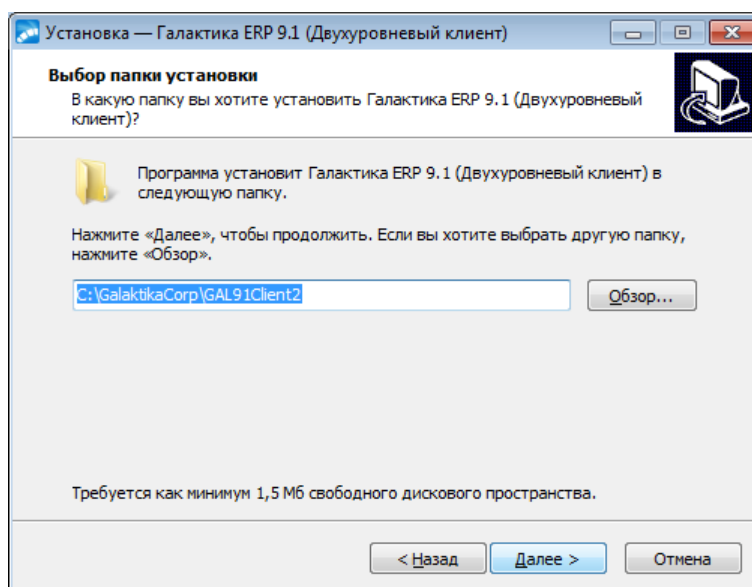 Установка — Галактика ERP 9.1 (Двухуровневый клиент)
Выбор папки установки
В какую папку вы хотите установить Галактика ERP 9.1 (Двухуровневый
клиент)?
Программа установит Галактика ERP 9.1 (Двухуровневый клиент) в
следующую папку.
Нажмите «Далее», чтобы продолжить. Если вы хотите выбрать другую папку,
нажмите «Обзор».
C:\GalaktikaCorp\GAL91Client2
Обзор...
Требуется как минимум 1,5 Мб свободного дискового пространства.
< Назад
Далее >
Отмена